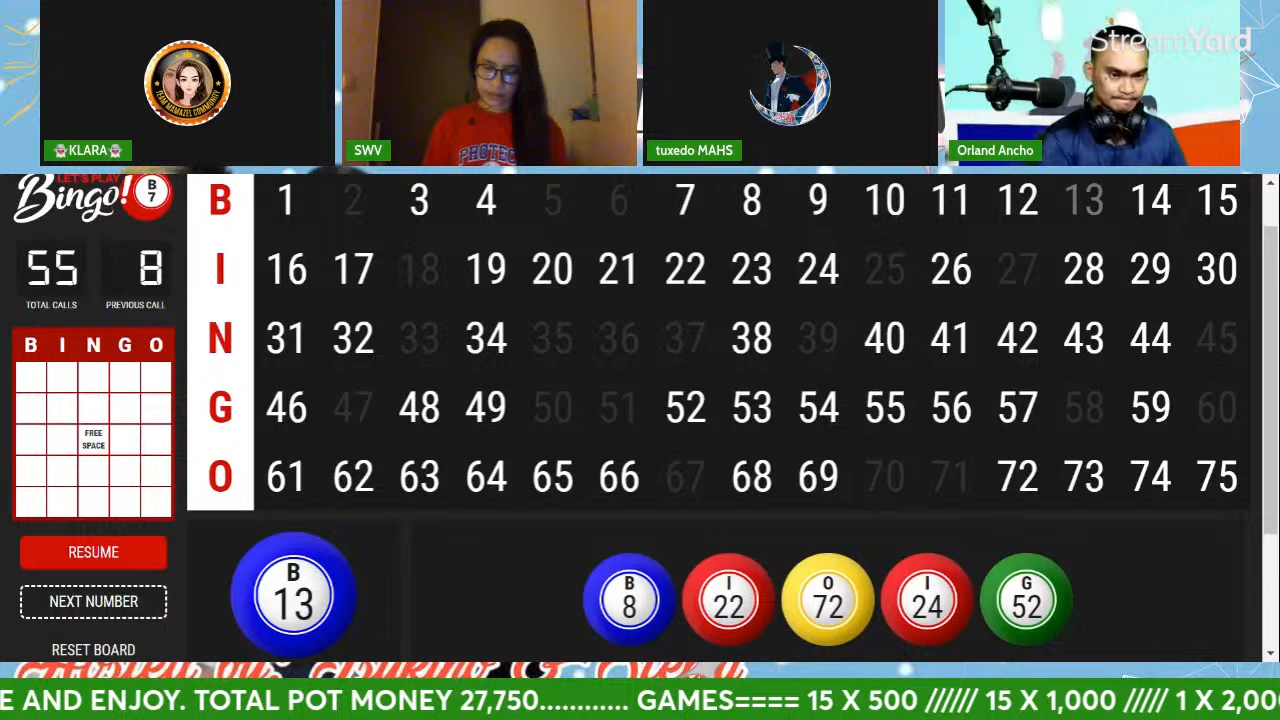 StreamYard
TEAM MAMAZEL COMMUNITY
👻KLARA👻
SWV
PROTEC
tuxedo MAHS
Orland Ancho
LET'S PLAY
Bingo!
B
7
55
8
TOTAL CALLS
PREVIOUS CALL
B I N G O
FREE
SPACE
RESUME
NEXT NUMBER
RESET BOARD
B 1 2 3 4 5 6 7 8 9 10 11 12 13 14 15
I 16 17 18 19 20 21 22 23 24 25 26 27 28 29 30
N 31 32 33 34 35 36 37 38 39 40 41 42 43 44 45
G 46 47 48 49 50 51 52 53 54 55 56 57 58 59 60
O 61 62 63 64 65 66 67 68 69 70 71 72 73 74 75
B
13
B
8
I
22
O
72
I
24
G
52
E AND ENJOY. TOTAL POT MONEY 27,750............ GAMES==== 15 X 500 ////// 15 X 1,000 ///// 1 X 2,00